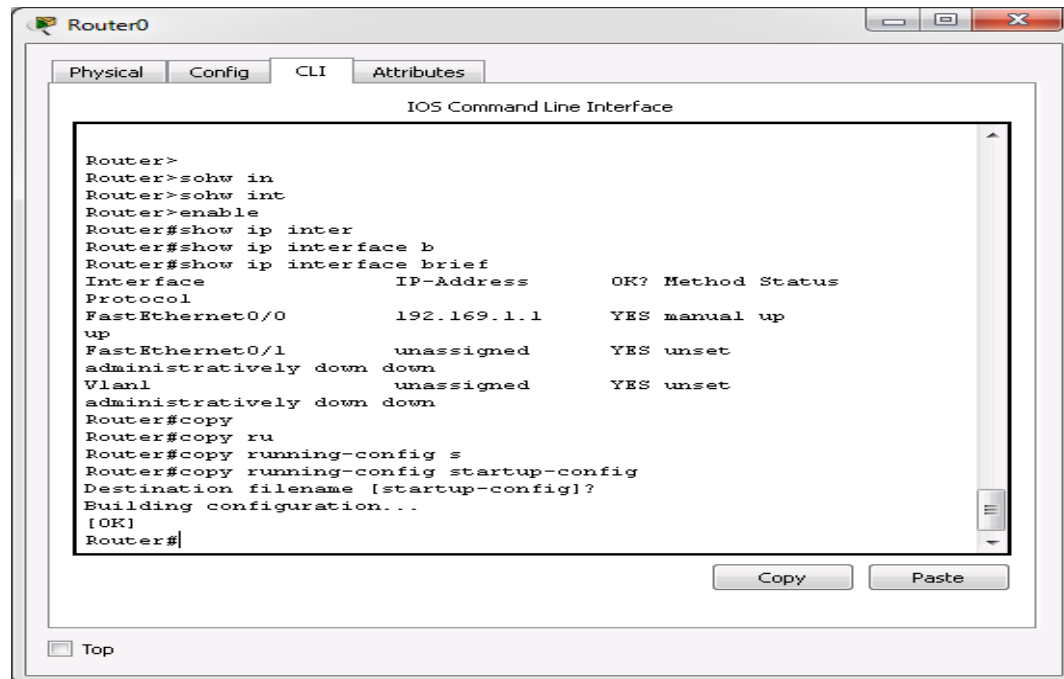 Router0
Physical Config CLI Attributes
IOS Command Line Interface
Router>
Router>sohw in
Router>sohw int
Router>enable
Router#show ip inter
Router#show ip interface b
Router#show ip interface brief
Interface IP-Address OK? Method Status
Protocol
FastEthernet0/0 192.169.1.1 YES manual up
up
FastEthernet0/1 unassigned YES unset
administratively down down
Vlan1 unassigned YES unset
administratively down down
Router#copy
Router#copy ru
Router#copy running-config s
Router#copy running-config startup-config
Destination filename [startup-config]?
Building configuration...
[OK]
Router#
Copy Paste
Top